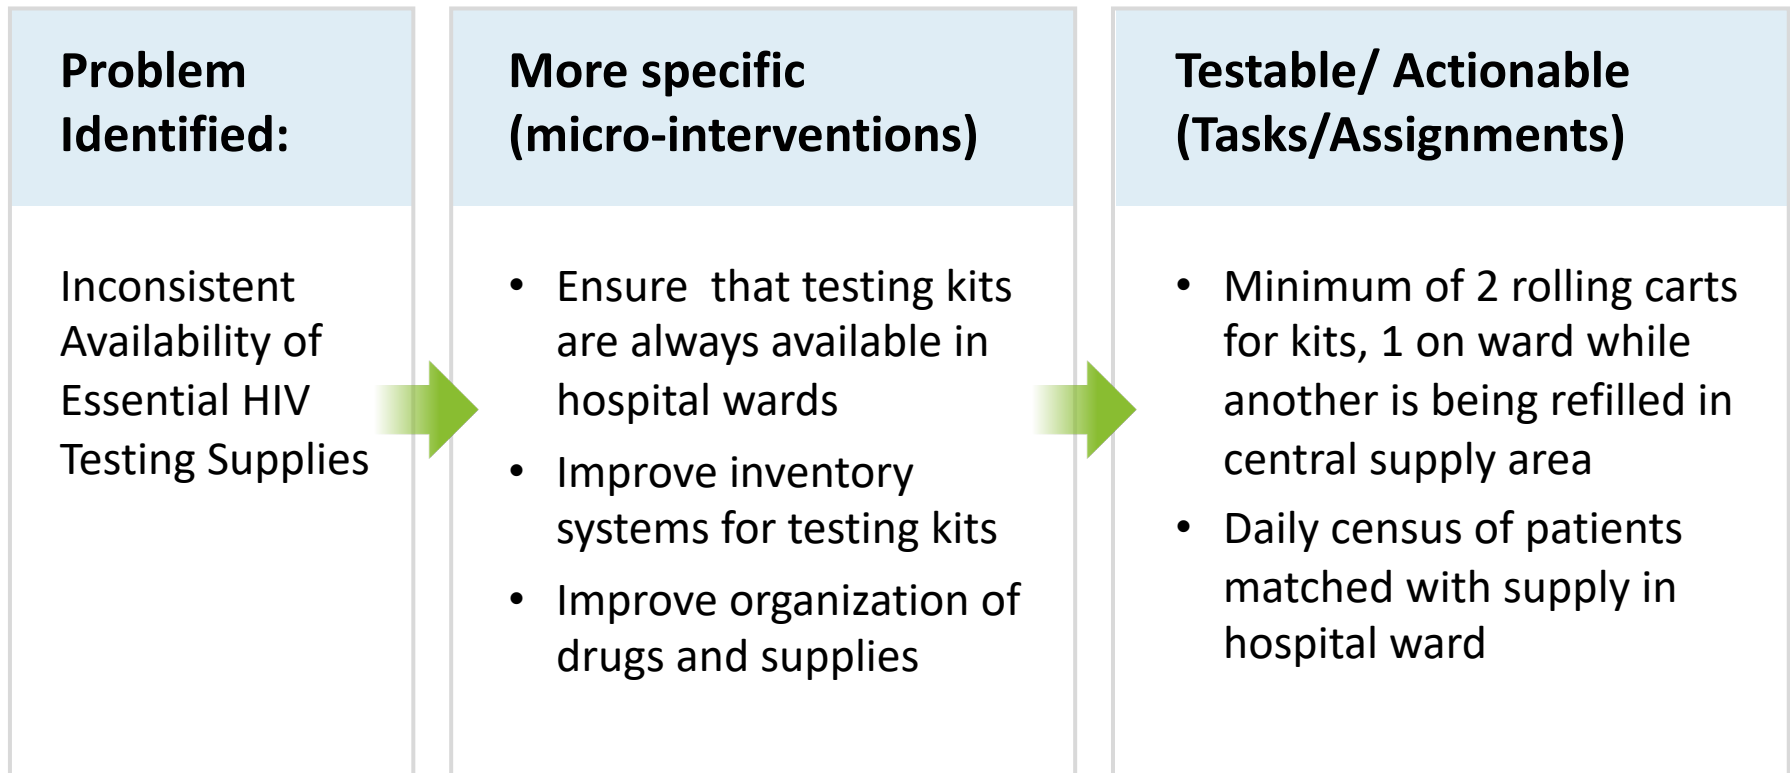 Problem
Identified:
Inconsistent
Availability of
Essential HIV
Testing Supplies
More specific
(micro-interventions)
• Ensure  that testing kits
are always available in
hospital wards
• Improve inventory
systems for testing kits
• Improve organization of
drugs and supplies
Testable/ Actionable
(Tasks/Assignments)
• Minimum of 2 rolling carts
for kits, 1 on ward while
another is being refilled in
central supply area
• Daily census of patients
matched with supply in
hospital ward